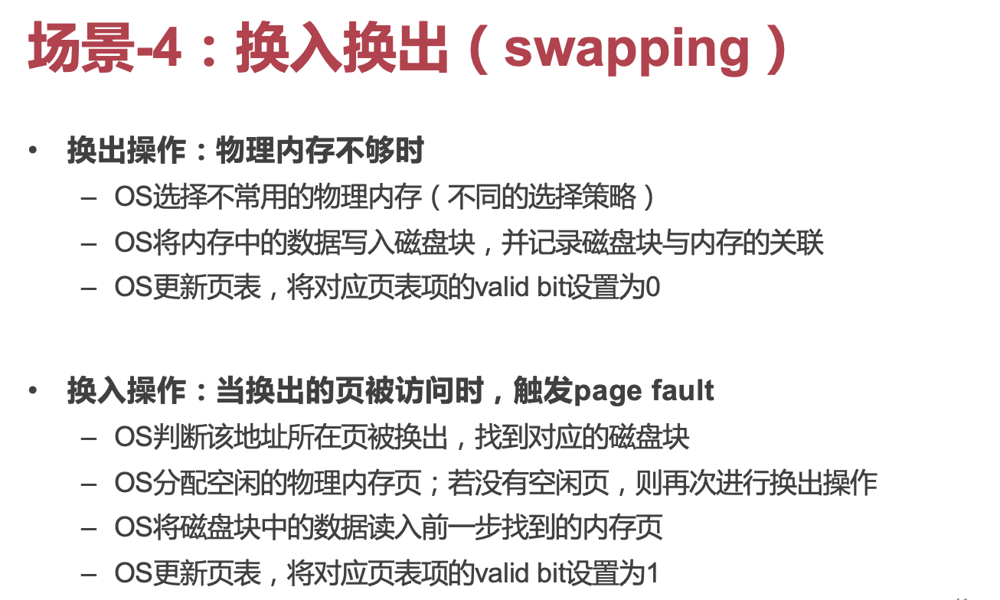 场景-4：换入换出（swapping）
• 换出操作：物理内存不够时
– OS选择不常用的物理内存（不同的选择策略）
– OS将内存中的数据写入磁盘块，并记录磁盘块与内存的关联
– OS更新页表，将对应页表项的valid bit设置为0
• 换入操作：当换出的页被访问时，触发page fault
– OS判断该地址所在页被换出，找到对应的磁盘块
– OS分配空闲的物理内存页；若没有空闲页，则再次进行换出操作
– OS将磁盘块中的数据读入前一步找到的内存页
– OS更新页表，将对应页表项的valid bit设置为1